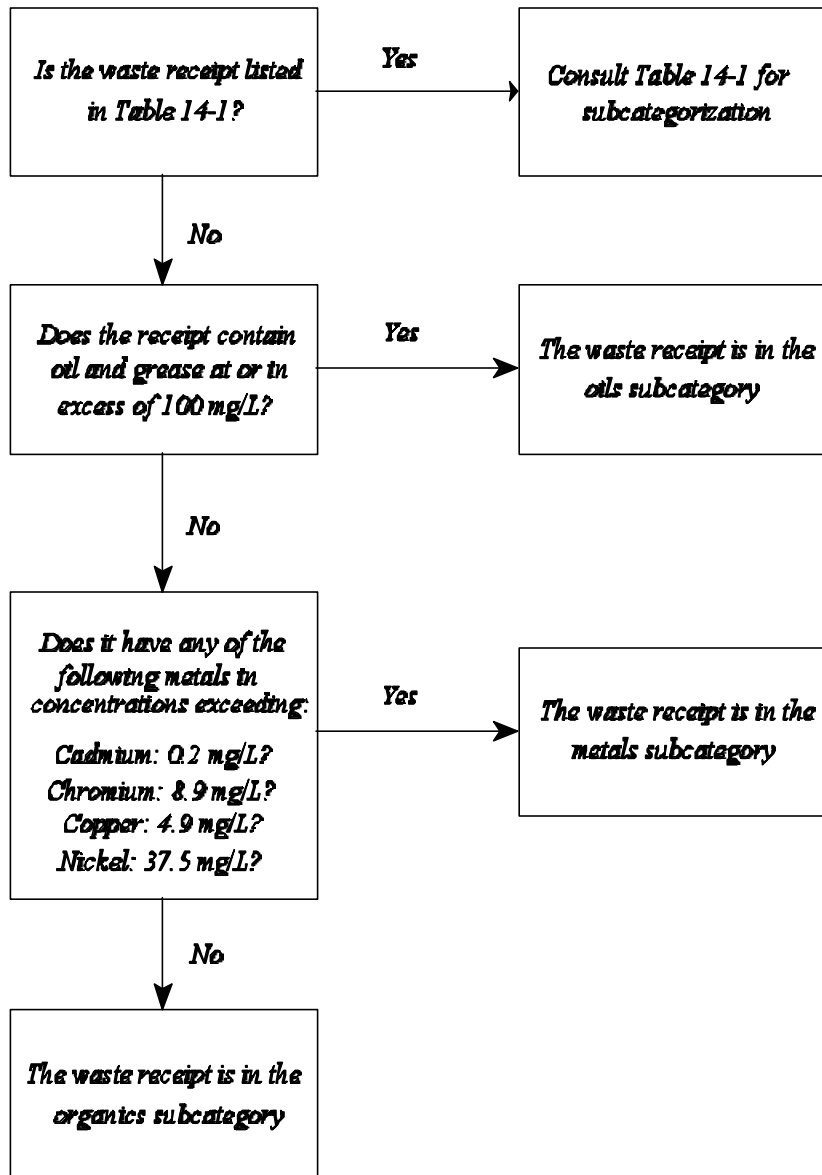 Is the waste receipt listed
in Table 14-1?
Yes
Consult Table 14-1 for
subcategorization
No
Does the receipt contain
oil and grease at or in
excess of 100 mg/L?
Yes
The waste receipt is in the
oils subcategory
No
Does it have any of the
following metals in
concentrations exceeding:
Cadmium: 0.2 mg/L?
Chromium: 8.9 mg/L?
Copper: 4.9 mg/L?
Nickel: 37.5 mg/L?
Yes
The waste receipt is in the
metals subcategory
No
The waste receipt is in the
organics subcategory